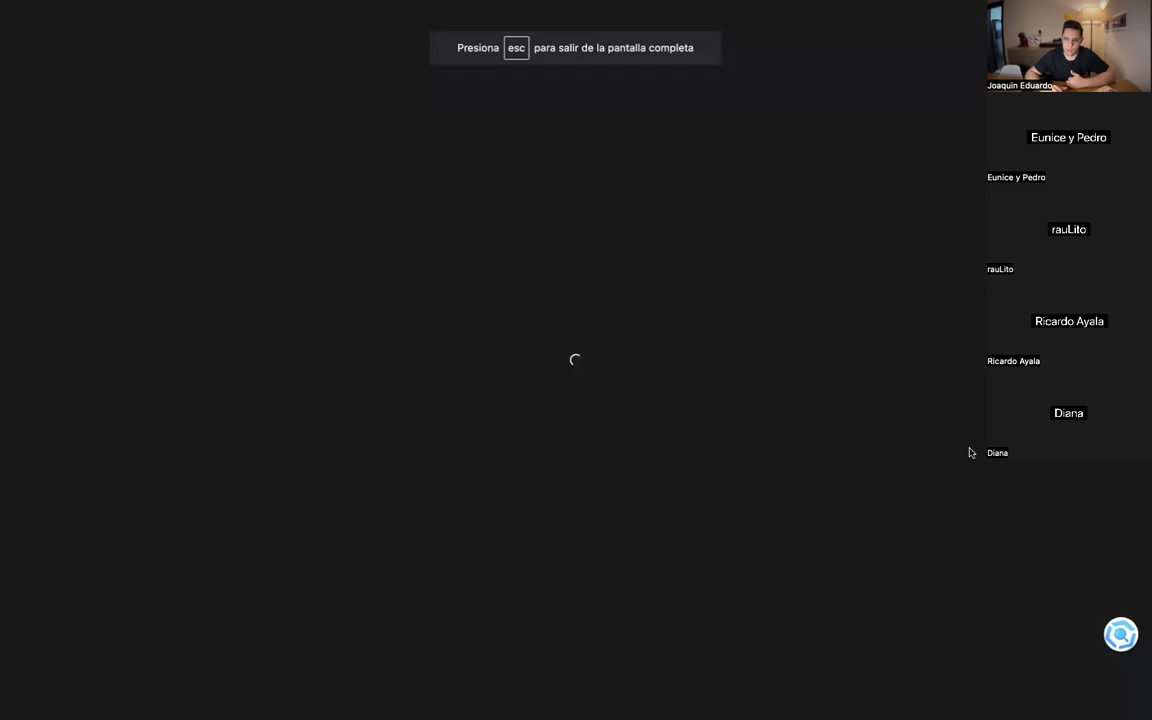 Presiona esc para salir de la pantalla completa
Joaquin Eduardo
Eunice y Pedro
Eunice y Pedro
rauLito
rauLito
Ricardo Ayala
Ricardo Ayala
Diana
Diana